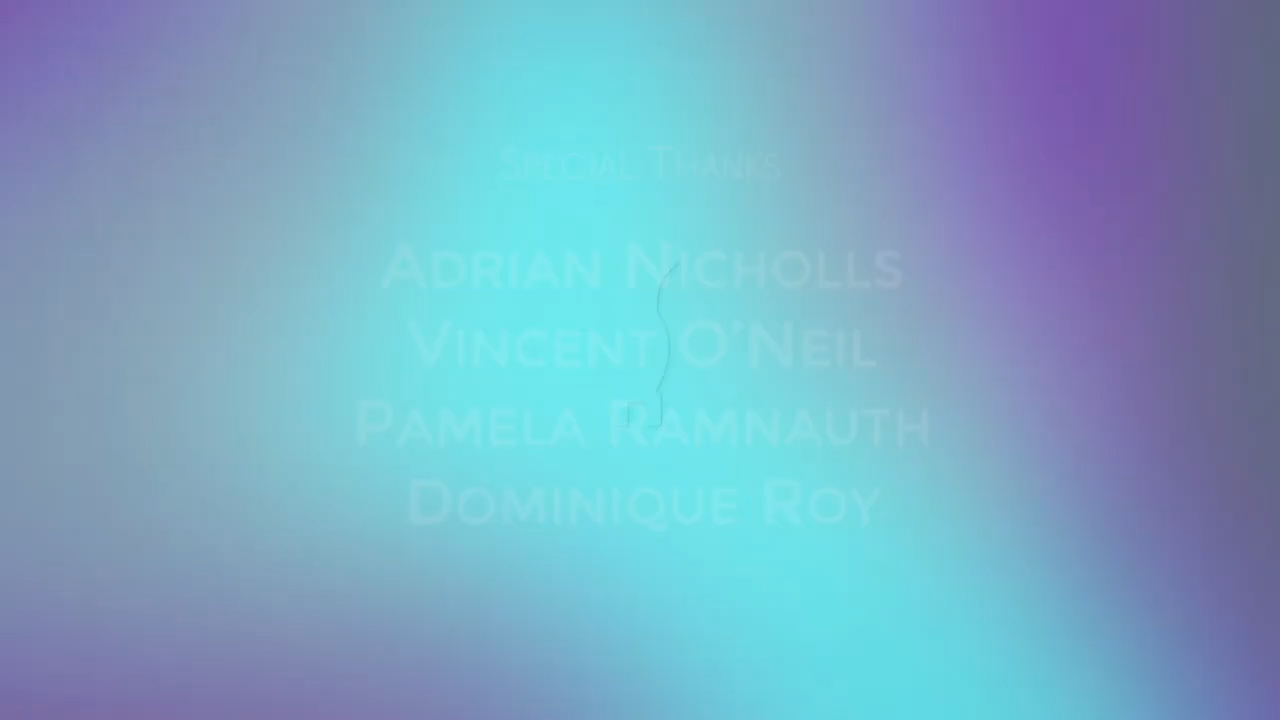 Special Thanks
Adrian Nicholls
Vincent O'Neil
Pamela Ramnauth
Dominique Roy